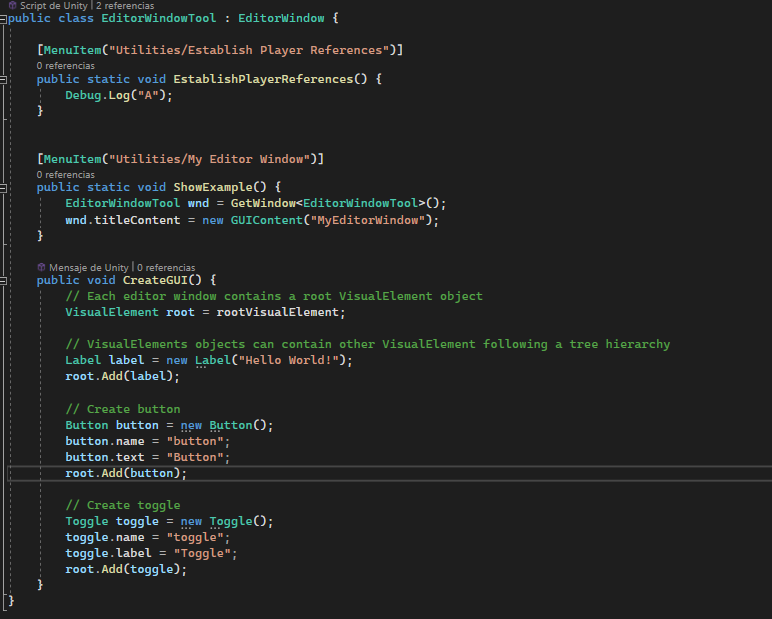 Script de Unity | 2 referencias
public class EditorWindowTool : EditorWindow {
[MenuItem("Utilities/Establish Player References")]
0 referencias
public static void EstablishPlayerReferences() {
Debug.Log("A");
}
[MenuItem("Utilities/My Editor Window")]
0 referencias
public static void ShowExample() {
EditorWindowTool wnd = GetWindow<EditorWindowTool>();
wnd.titleContent = new GUIContent("MyEditorWindow");
}
Mensaje de Unity | 0 referencias
public void CreateGUI() {
// Each editor window contains a root VisualElement object
VisualElement root = rootVisualElement;
// VisualElements objects can contain other VisualElement following a tree hierarchy
Label label = new Label("Hello World!");
root.Add(label);
// Create button
Button button = new Button();
button.name = "button";
button.text = "Button";
root.Add(button);
// Create toggle
Toggle toggle = new Toggle();
toggle.name = "toggle";
toggle.label = "Toggle";
root.Add(toggle);
}
}